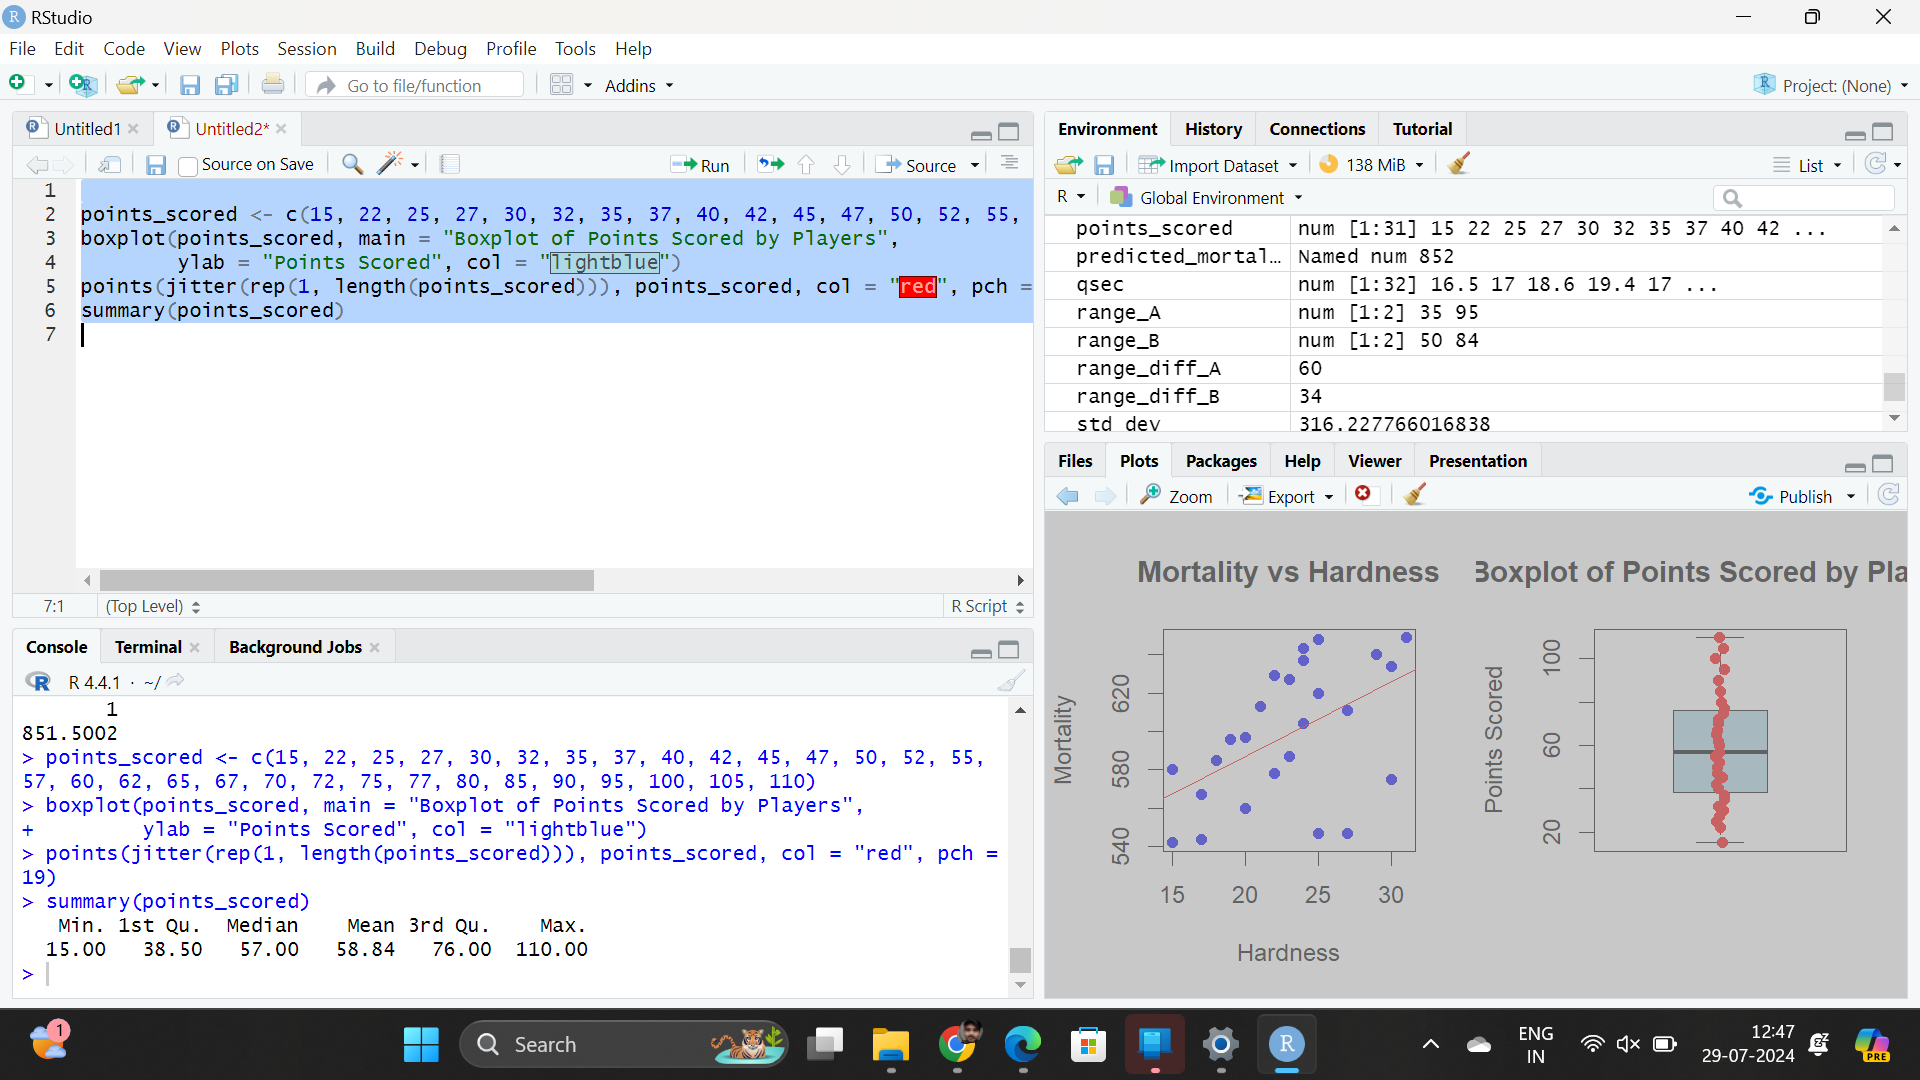 RStudio
File Edit Code View Plots Session Build Debug Profile Tools Help
Go to file/function Addins Project: (None)
Untitled1 Untitled2*
Source on Save Run Source
1
2 points_scored <- c(15, 22, 25, 27, 30, 32, 35, 37, 40, 42, 45, 47, 50, 52, 55,
3 boxplot(points_scored, main = "Boxplot of Points Scored by Players",
4 ylab = "Points Scored", col = "lightblue")
5 points(jitter(rep(1, length(points_scored))), points_scored, col = "red", pch =
6 summary(points_scored)
7
7:1 (Top Level) R Script
Console Terminal Background Jobs
R 4.4.1 · ~/
1
851.5002
> points_scored <- c(15, 22, 25, 27, 30, 32, 35, 37, 40, 42, 45, 47, 50, 52, 55,
57, 60, 62, 65, 67, 70, 72, 75, 77, 80, 85, 90, 95, 100, 105, 110)
> boxplot(points_scored, main = "Boxplot of Points Scored by Players",
+ ylab = "Points Scored", col = "lightblue")
> points(jitter(rep(1, length(points_scored))), points_scored, col = "red", pch =
19)
> summary(points_scored)
Min. 1st Qu. Median Mean 3rd Qu. Max.
15.00 38.50 57.00 58.84 76.00 110.00
>
Environment History Connections Tutorial
Import Dataset 138 MiB List
R Global Environment
points_scored num [1:31] 15 22 25 27 30 32 35 37 40 42 ...
predicted_mortal… Named num 852
qsec num [1:32] 16.5 17 18.6 19.4 17 ...
range_A num [1:2] 35 95
range_B num [1:2] 50 84
range_diff_A 60
range_diff_B 34
std_dev 316.227766016838
Files Plots Packages Help Viewer Presentation
Zoom Export Publish
Mortality vs Hardness
Mortality
540 580 620
15 20 25 30
Hardness
Boxplot of Points Scored by Pla
Points Scored
20 60 100
1
Search
PRE
ENG
IN
12:47
29-07-2024